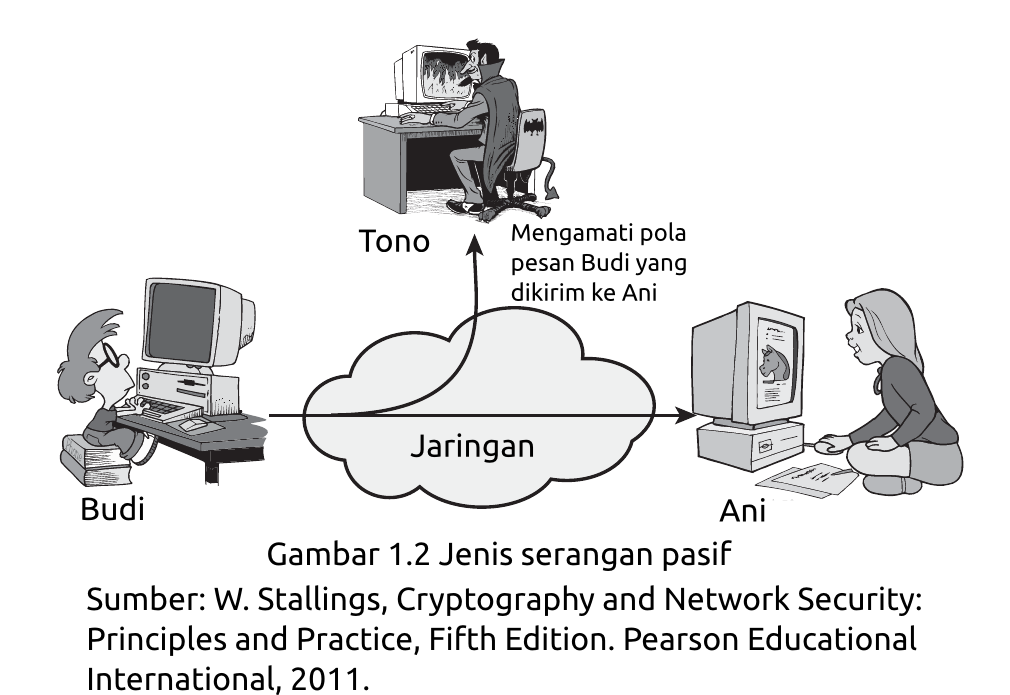 Tono
Mengamati pola
pesan Budi yang
dikirim ke Ani
Jaringan
Budi
Ani
Gambar 1.2 Jenis serangan pasif
Sumber: W. Stallings, Cryptography and Network Security:
Principles and Practice, Fifth Edition. Pearson Educational
International, 2011.